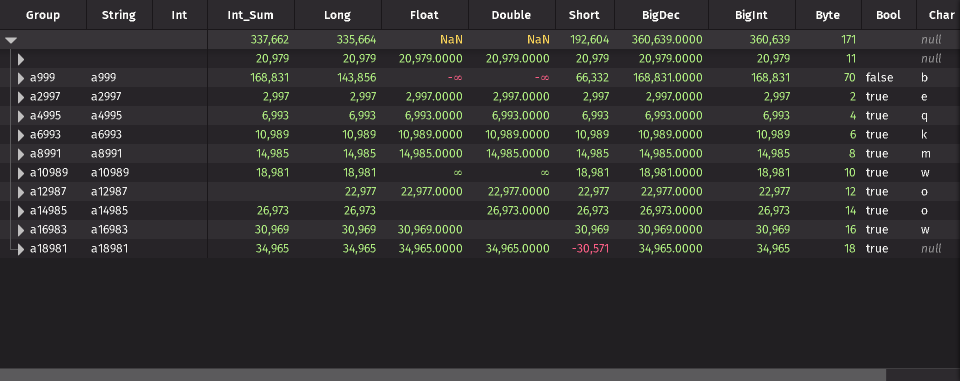 Group String Int Int_Sum Long Float Double Short BigDec BigInt Byte Bool Char
337,662 335,664 NaN NaN 192,604 360,639.0000 360,639 171 null
20,979 20,979 20,979.0000 20,979.0000 20,979 20,979.0000 20,979 11 null
a999 a999 168,831 143,856 -∞ -∞ 66,332 168,831.0000 168,831 70 false b
a2997 a2997 2,997 2,997 2,997.0000 2,997.0000 2,997 2,997.0000 2,997 2 true e
a4995 a4995 6,993 6,993 6,993.0000 6,993.0000 6,993 6,993.0000 6,993 4 true q
a6993 a6993 10,989 10,989 10,989.0000 10,989.0000 10,989 10,989.0000 10,989 6 true k
a8991 a8991 14,985 14,985 14,985.0000 14,985.0000 14,985 14,985.0000 14,985 8 true m
a10989 a10989 18,981 18,981 ∞ ∞ 18,981 18,981.0000 18,981 10 true w
a12987 a12987 22,977 22,977.0000 22,977.0000 22,977 22,977.0000 22,977 12 true o
a14985 a14985 26,973 26,973 26,973.0000 26,973 26,973.0000 26,973 14 true o
a16983 a16983 30,969 30,969 30,969.0000 30,969 30,969.0000 30,969 16 true w
a18981 a18981 34,965 34,965 34,965.0000 34,965.0000 -30,571 34,965.0000 34,965 18 true null